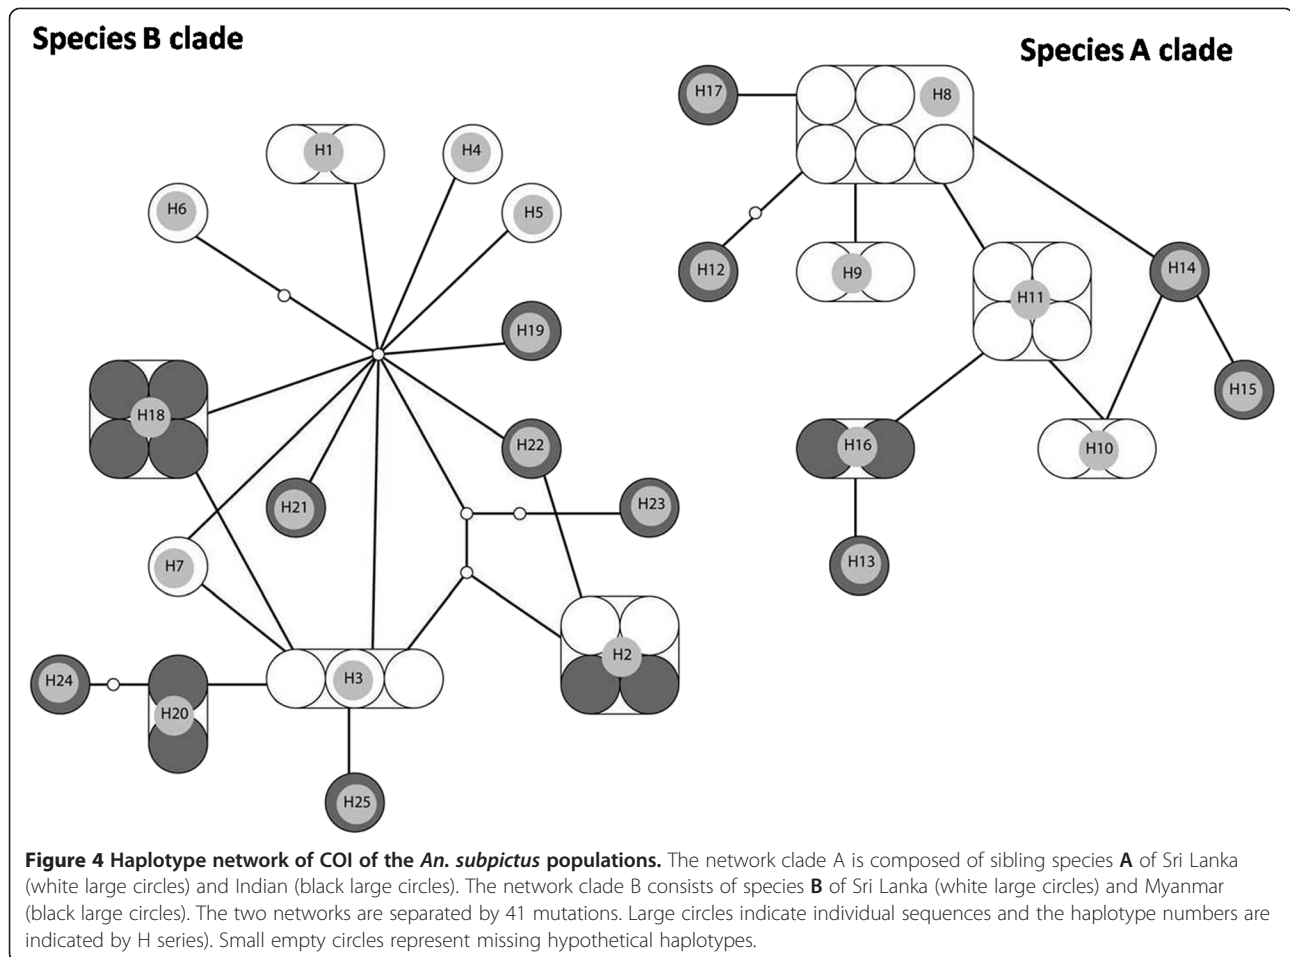 Species B clade
Species A clade
H17
H8
H1
H4
H6
H5
H12
H9
H11
H14
H19
H15
H18
H22
H16
H10
H21
H23
H7
H13
H2
H24
H3
H20
H25
Figure 4 Haplotype network of COI of the An. subpictus populations. The network clade A is composed of sibling species A of Sri Lanka
(white large circles) and Indian (black large circles). The network clade B consists of species B of Sri Lanka (white large circles) and Myanmar
(black large circles). The two networks are separated by 41 mutations. Large circles indicate individual sequences and the haplotype numbers are
indicated by H series). Small empty circles represent missing hypothetical haplotypes.